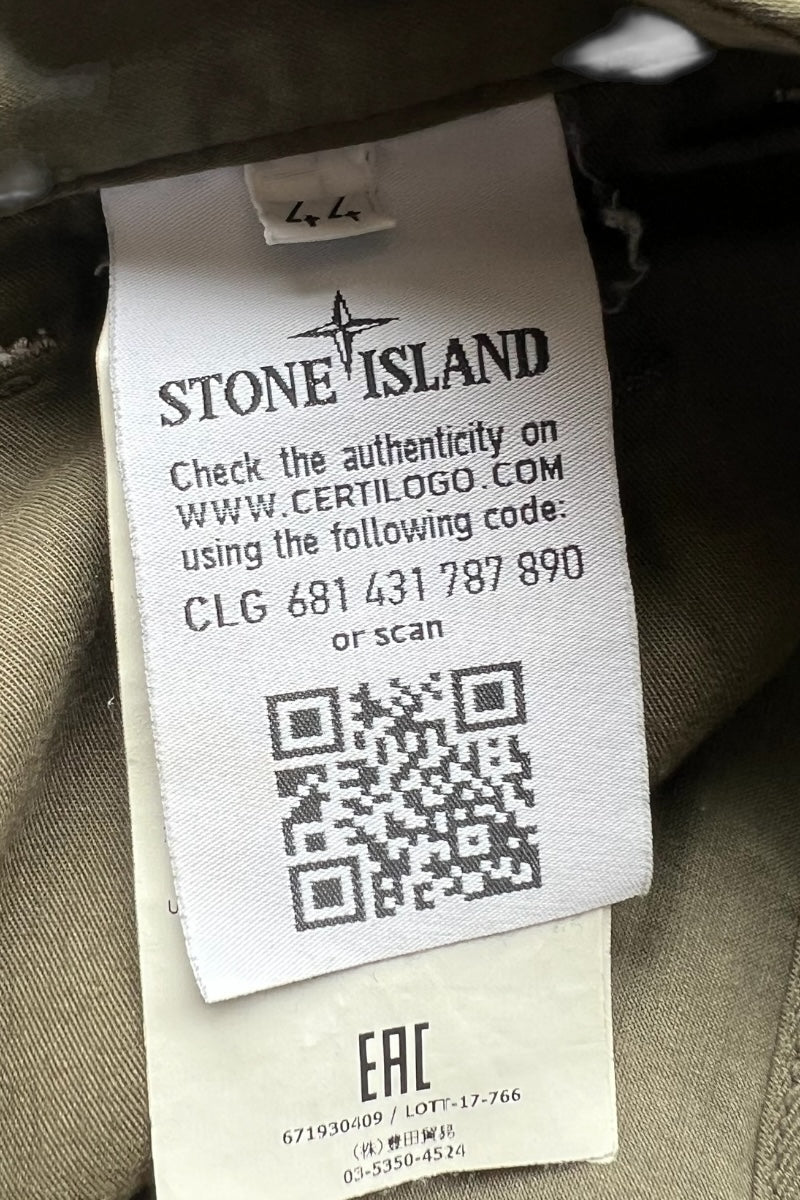 44
STONE ISLAND
Check the authenticity on
WWW.CERTILOGO.COM
using the following code:
CLG 681 431 787 890
or scan
U
EAC
671930409 / LOTT-17-766
(株)豊田貿易
03-5350-4524